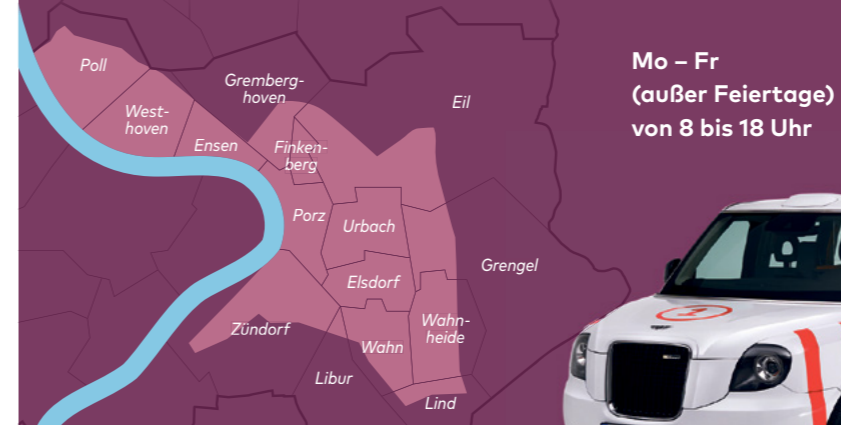 Poll
Gremberg-
hoven
Eil
West-
hoven
Ensen
Finken-
berg
Porz
Urbach
Grengel
Elsdorf
Zündorf
Wahn-
heide
Wahn
Libur
Lind
Mo – Fr
(außer Feiertage)
von 8 bis 18 Uhr